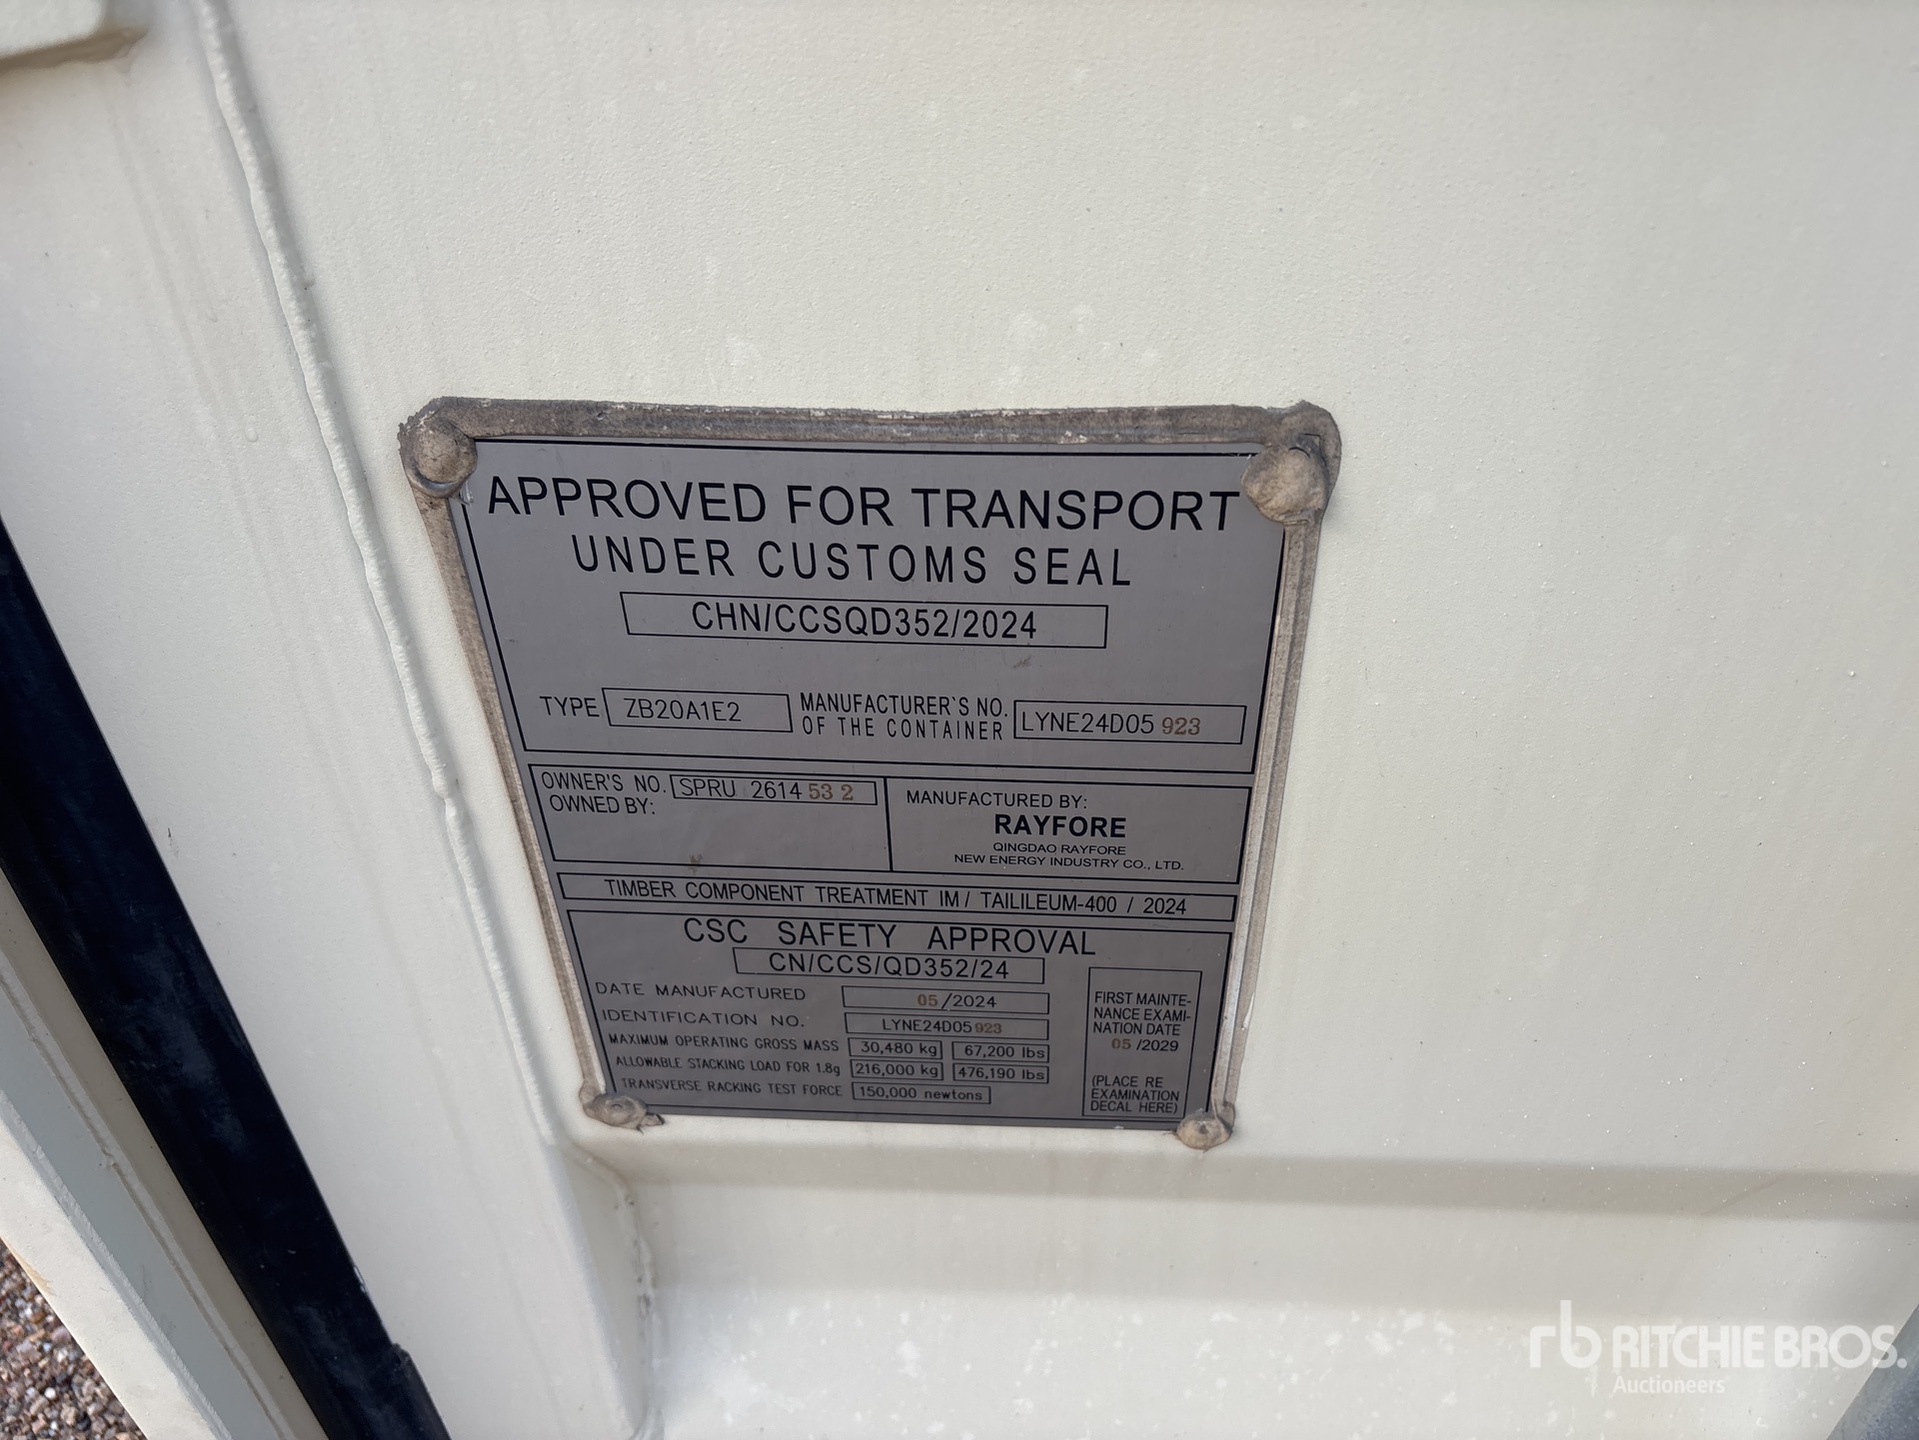 APPROVED FOR TRANSPORT
UNDER CUSTOMS SEAL
CHN/CCSQD352/2024
TYPE ZB20A1E2 MANUFACTURER'S NO. OF THE CONTAINER LYNE24D05 923
OWNER'S NO. SPRU 2614 53 2
OWNED BY:
MANUFACTURED BY:
RAYFORE
QINGDAO RAYFORE
NEW ENERGY INDUSTRY CO., LTD.
TIMBER COMPONENT TREATMENT IM / TAILILEUM-400 / 2024
CSC SAFETY APPROVAL
CN/CCS/QD352/24
DATE MANUFACTURED 05/2024
IDENTIFICATION NO. LYNE24D05923
MAXIMUM OPERATING GROSS MASS 30,480 kg 67,200 lbs
ALLOWABLE STACKING LOAD FOR 1.8g 216,000 kg 476,190 lbs
TRANSVERSE RACKING TEST FORCE 150,000 newtons
FIRST MAINTE-
NANCE EXAMI-
NATION DATE
05 /2029
(PLACE RE
EXAMINATION
DECAL HERE)
rb RITCHIE BROS.
Auctioneers